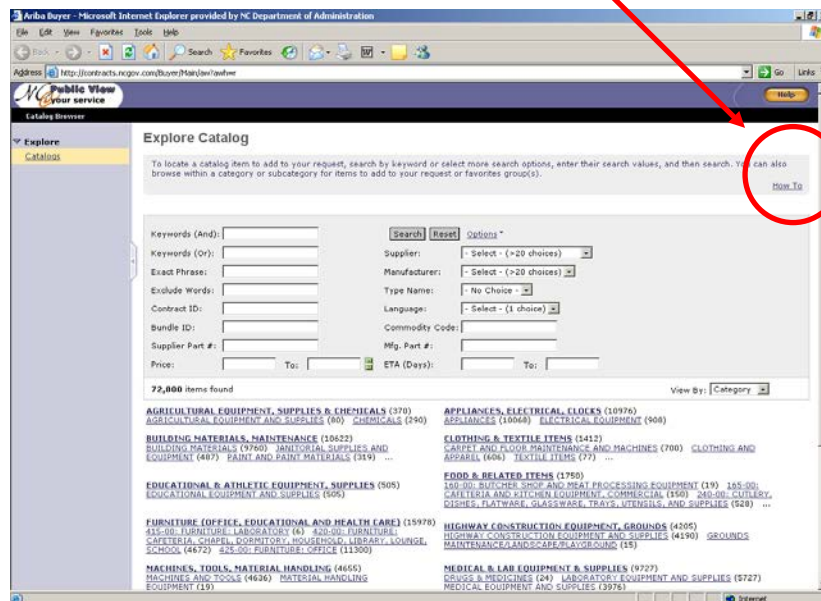 Ariba Buyer - Microsoft Internet Explorer provided by NC Department of Administration
File Edit View Favorites Tools Help
Back Search Favorites
Address http://contracts.ncgov.com/Buyer/Main/aw?awh=r Go Links
NC Public View
your service
Help
Catalog Browser
Explore
Catalogs
Explore Catalog
To locate a catalog item to add to your request, search by keyword or select more search options, enter their search values, and then search. You can also
browse within a category or subcategory for items to add to your request or favorites group(s).
How To
Keywords (And): Search Reset Options
Keywords (Or): Supplier: - Select - (>20 choices)
Exact Phrase: Manufacturer: - Select - (>20 choices)
Exclude Words: Type Name: - No Choice -
Contract ID: Language: - Select - (1 choice)
Bundle ID: Commodity Code:
Supplier Part #: Mfg. Part #:
Price: To: ETA (Days): To:
72,800 items found View By: Category
AGRICULTURAL EQUIPMENT, SUPPLIES & CHEMICALS (370)
AGRICULTURAL EQUIPMENT AND SUPPLIES (80) CHEMICALS (290)
APPLIANCES, ELECTRICAL, CLOCKS (10976)
APPLIANCES (10068) ELECTRICAL EQUIPMENT (908)
BUILDING MATERIALS, MAINTENANCE (10622)
BUILDING MATERIALS (9760) JANITORIAL SUPPLIES AND
EQUIPMENT (487) PAINT AND PAINT MATERIALS (319) ...
CLOTHING & TEXTILE ITEMS (1412)
CARPET AND FLOOR MAINTENANCE AND MACHINES (700) CLOTHING AND
APPAREL (606) TEXTILE ITEMS (77) ...
EDUCATIONAL & ATHLETIC EQUIPMENT, SUPPLIES (505)
EDUCATIONAL EQUIPMENT AND SUPPLIES (505)
FOOD & RELATED ITEMS (1750)
160-00: BUTCHER SHOP AND MEAT PROCESSING EQUIPMENT (19) 165-00:
CAFETERIA AND KITCHEN EQUIPMENT, COMMERCIAL (150) 240-00: CUTLERY,
DISHES, FLATWARE, GLASSWARE, TRAYS, UTENSILS, AND SUPPLIES (528) ...
FURNITURE (OFFICE, EDUCATIONAL AND HEALTH CARE) (15978)
415-00: FURNITURE: LABORATORY (6) 420-00: FURNITURE:
CAFETERIA, CHAPEL, DORMITORY, HOUSEHOLD, LIBRARY, LOUNGE,
SCHOOL (4672) 425-00: FURNITURE: OFFICE (11300)
HIGHWAY CONSTRUCTION EQUIPMENT, GROUNDS (4205)
HIGHWAY CONSTRUCTION EQUIPMENT AND SUPPLIES (4190) GROUNDS
MAINTENANCE/LANDSCAPE/PLAYGROUND (15)
MACHINES, TOOLS, MATERIAL HANDLING (4655)
MACHINES AND TOOLS (4636) MATERIAL HANDLING
EQUIPMENT (19)
MEDICAL & LAB EQUIPMENT & SUPPLIES (9727)
DRUGS & MEDICINES (24) LABORATORY EQUIPMENT AND SUPPLIES (5727)
MEDICAL EQUIPMENT AND SUPPLIES (3976)
Internet